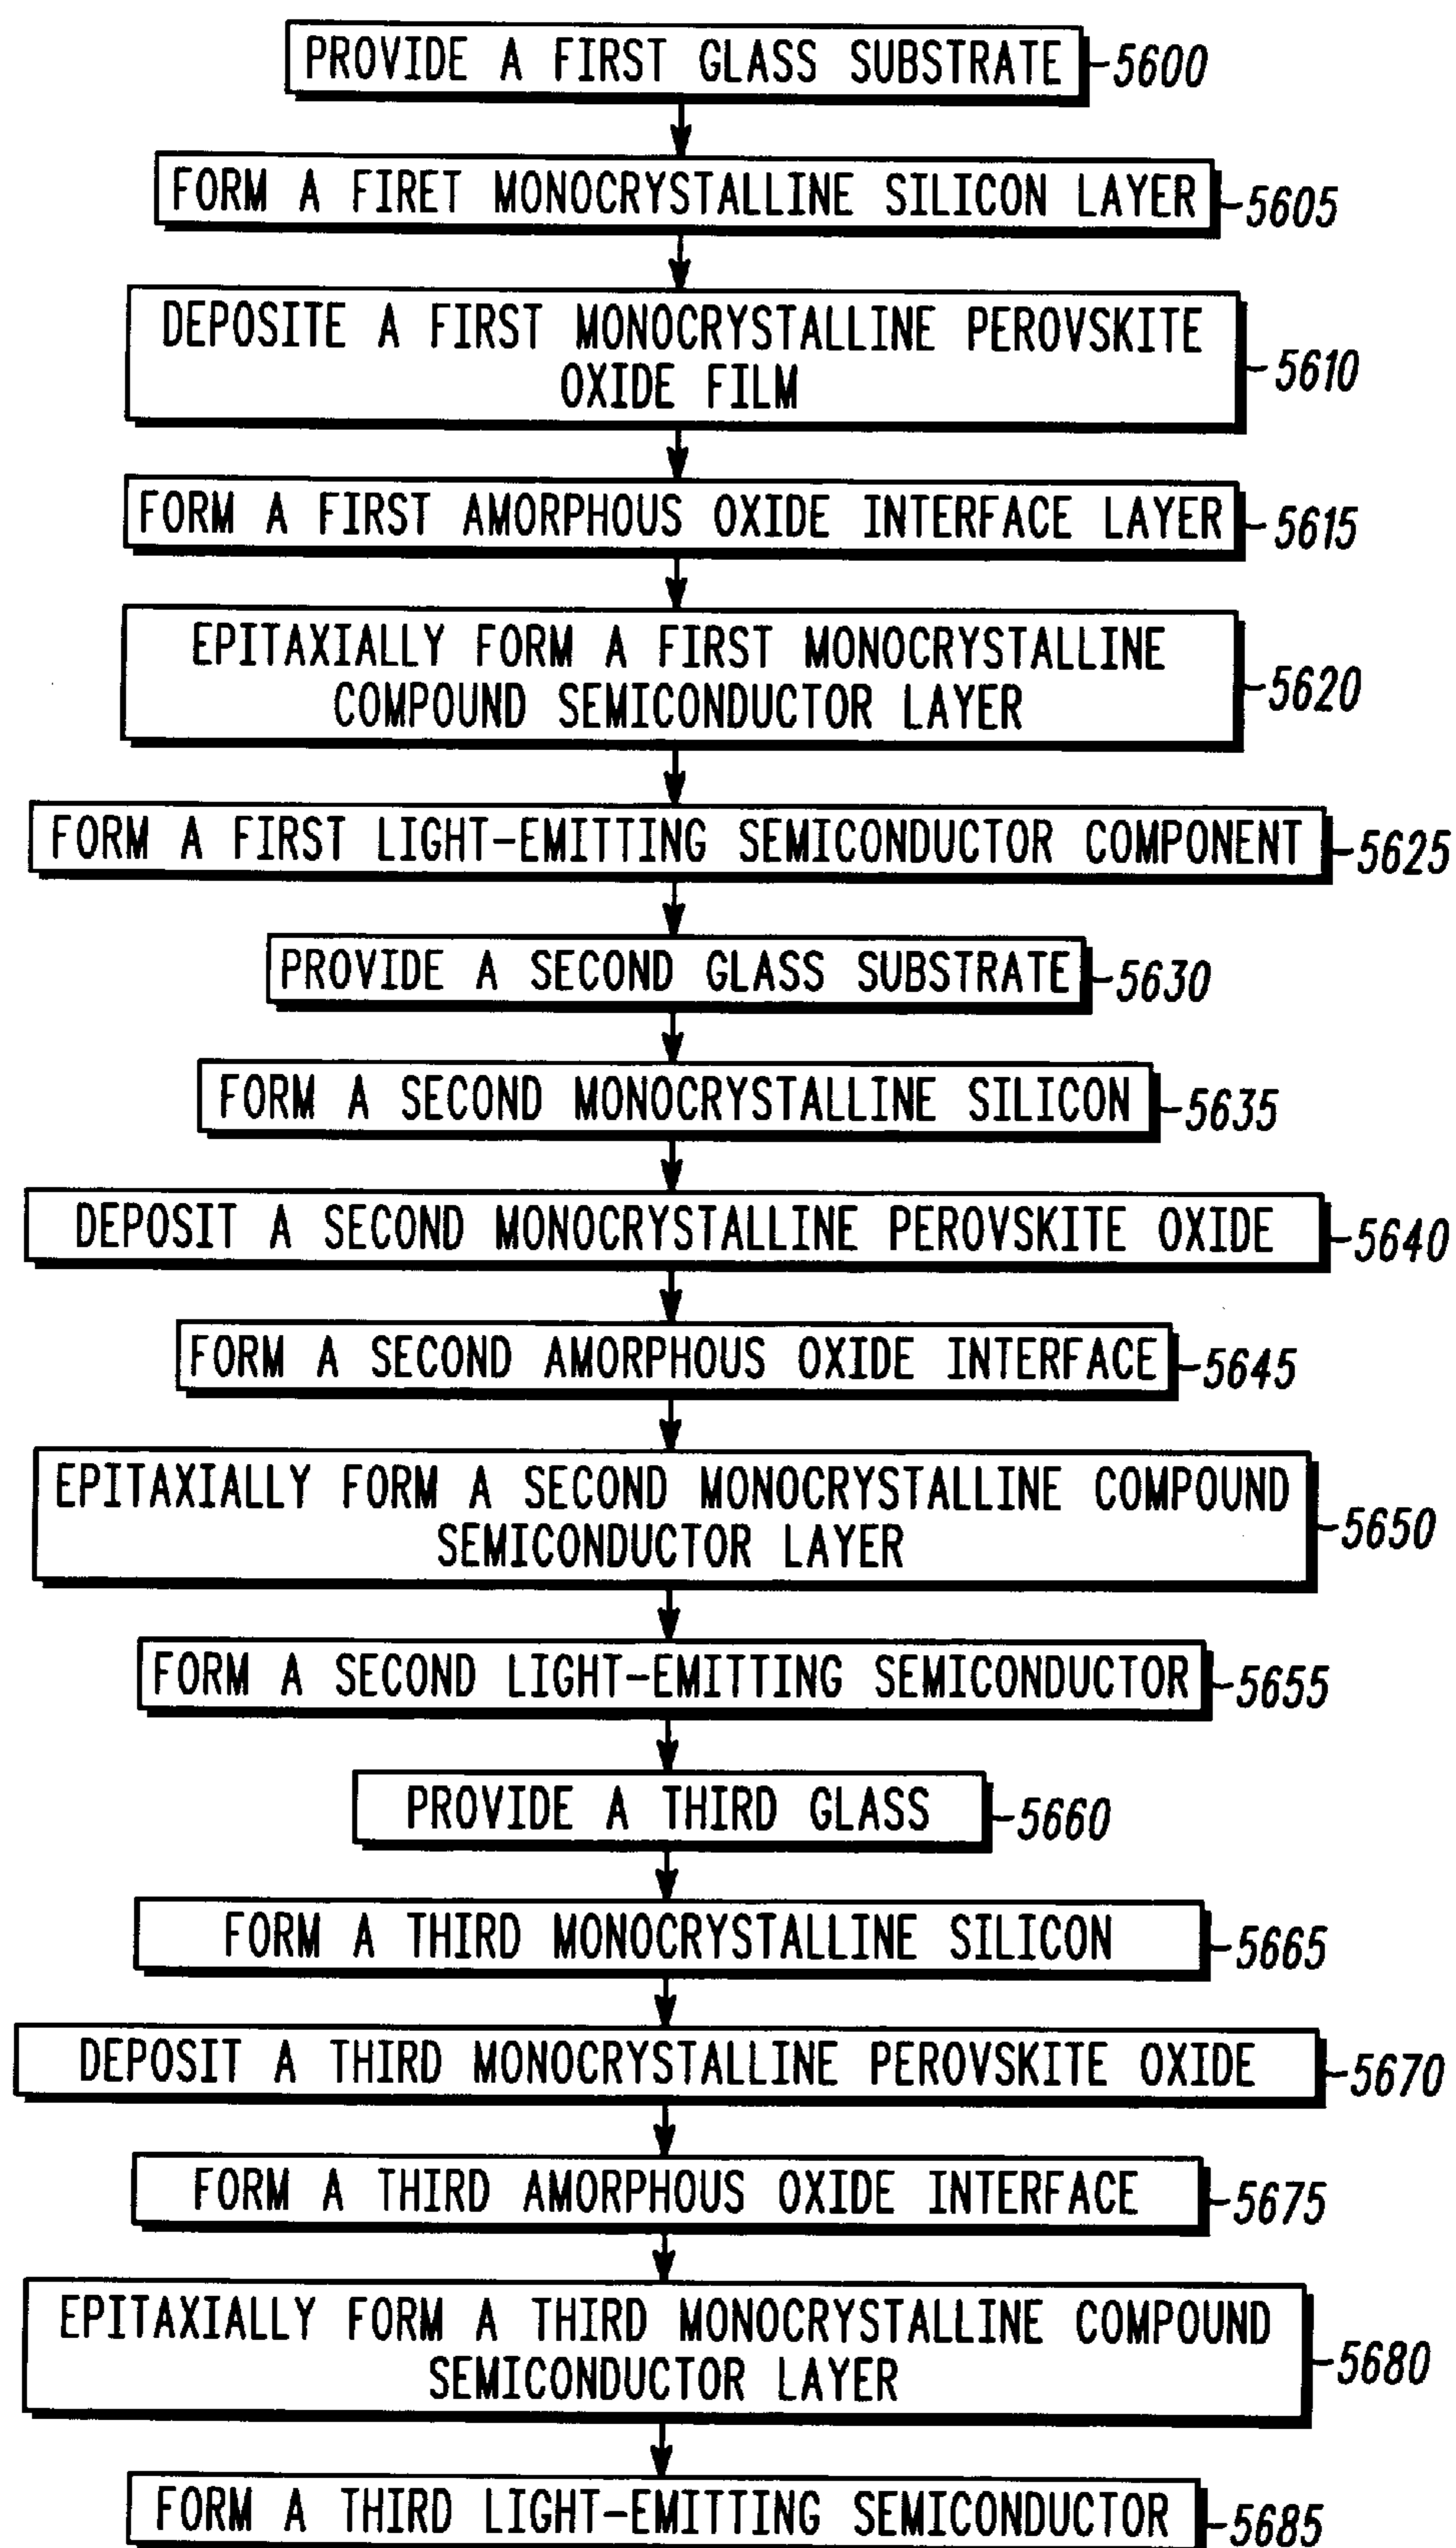 PROVIDE A FIRST GLASS SUBSTRATE 5600
FORM A FIRET MONOCRYSTALLINE SILICON LAYER 5605
DEPOSITE A FIRST MONOCRYSTALLINE PEROVSKITE
OXIDE FILM
5610
FORM A FIRST AMORPHOUS OXIDE INTERFACE LAYER 5615
EPITAXIALLY FORM A FIRST MONOCRYSTALLINE
COMPOUND SEMICONDUCTOR LAYER
5620
FORM A FIRST LIGHT-EMITTING SEMICONDUCTOR COMPONENT 5625
PROVIDE A SECOND GLASS SUBSTRATE 5630
FORM A SECOND MONOCRYSTALLINE SILICON 5635
DEPOSIT A SECOND MONOCRYSTALLINE PEROVSKITE OXIDE 5640
FORM A SECOND AMORPHOUS OXIDE INTERFACE 5645
EPITAXIALLY FORM A SECOND MONOCRYSTALLINE COMPOUND
SEMICONDUCTOR LAYER
5650
FORM A SECOND LIGHT-EMITTING SEMICONDUCTOR 5655
PROVIDE A THIRD GLASS 5660
FORM A THIRD MONOCRYSTALLINE SILICON 5665
DEPOSIT A THIRD MONOCRYSTALLINE PEROVSKITE OXIDE 5670
FORM A THIRD AMORPHOUS OXIDE INTERFACE 5675
EPITAXIALLY FORM A THIRD MONOCRYSTALLINE COMPOUND
SEMICONDUCTOR LAYER
5680
FORM A THIRD LIGHT-EMITTING SEMICONDUCTOR 5685